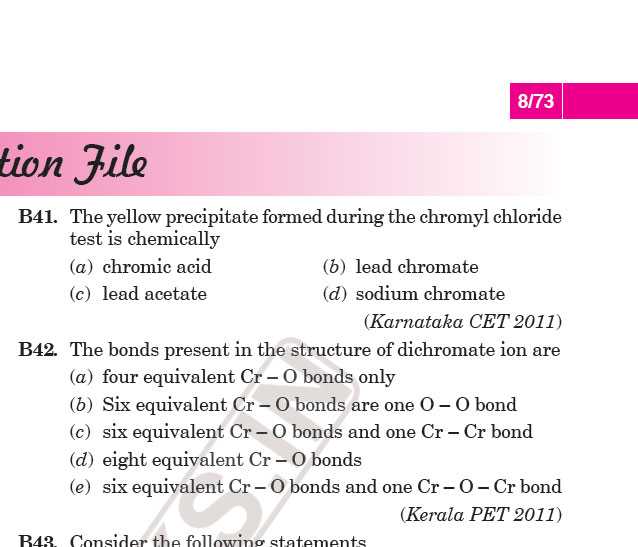 8/73
tion File
B41. The yellow precipitate formed during the chromyl chloride
test is chemically
(a) chromic acid (b) lead chromate
(c) lead acetate (d) sodium chromate
(Karnataka CET 2011)
B42. The bonds present in the structure of dichromate ion are
(a) four equivalent Cr – O bonds only
(b) Six equivalent Cr – O bonds are one O – O bond
(c) six equivalent Cr – O bonds and one Cr – Cr bond
(d) eight equivalent Cr – O bonds
(e) six equivalent Cr – O bonds and one Cr – O – Cr bond
(Kerala PET 2011)
B43. Consider the following statements